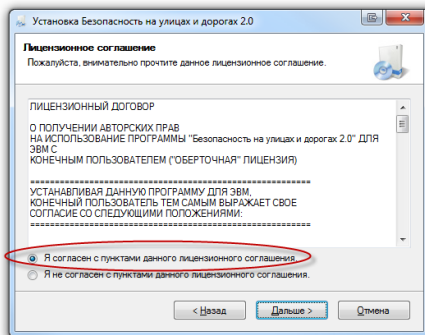 Установка Безопасность на улицах и дорогах 2.0
Лицензионное соглашение
Пожалуйста, внимательно прочтите данное лицензионное соглашение.
ЛИЦЕНЗИОННЫЙ ДОГОВОР
О ПОЛУЧЕНИИ АВТОРСКИХ ПРАВ
НА ИСПОЛЬЗОВАНИЕ ПРОГРАММЫ "Безопасность на улицах и дорогах 2.0" ДЛЯ
ЭВМ С
КОНЕЧНЫМ ПОЛЬЗОВАТЕЛЕМ ("ОБЕРТОЧНАЯ" ЛИЦЕНЗИЯ)
=======================================================
УСТАНАВЛИВАЯ ДАННУЮ ПРОГРАММУ ДЛЯ ЭВМ,
КОНЕЧНЫЙ ПОЛЬЗОВАТЕЛЬ ТЕМ САМЫМ ВЫРАЖАЕТ СВОЕ
СОГЛАСИЕ СО СЛЕДУЮЩИМИ ПОЛОЖЕНИЯМИ:
=======================================================
Я согласен с пунктами данного лицензионного соглашения.
Я не согласен с пунктами данного лицензионного соглашения.
< Назад Дальше > Отмена